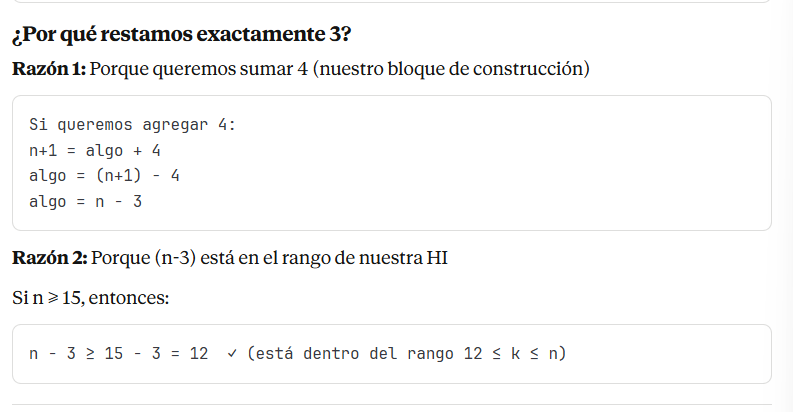 ¿Por qué restamos exactamente 3?
Razón 1: Porque queremos sumar 4 (nuestro bloque de construcción)
Si queremos agregar 4:
n+1 = algo + 4
algo = (n+1) - 4
algo = n - 3
Razón 2: Porque (n-3) está en el rango de nuestra HI
Si n ≥ 15, entonces:
n - 3 ≥ 15 - 3 = 12 ✓ (está dentro del rango 12 ≤ k ≤ n)